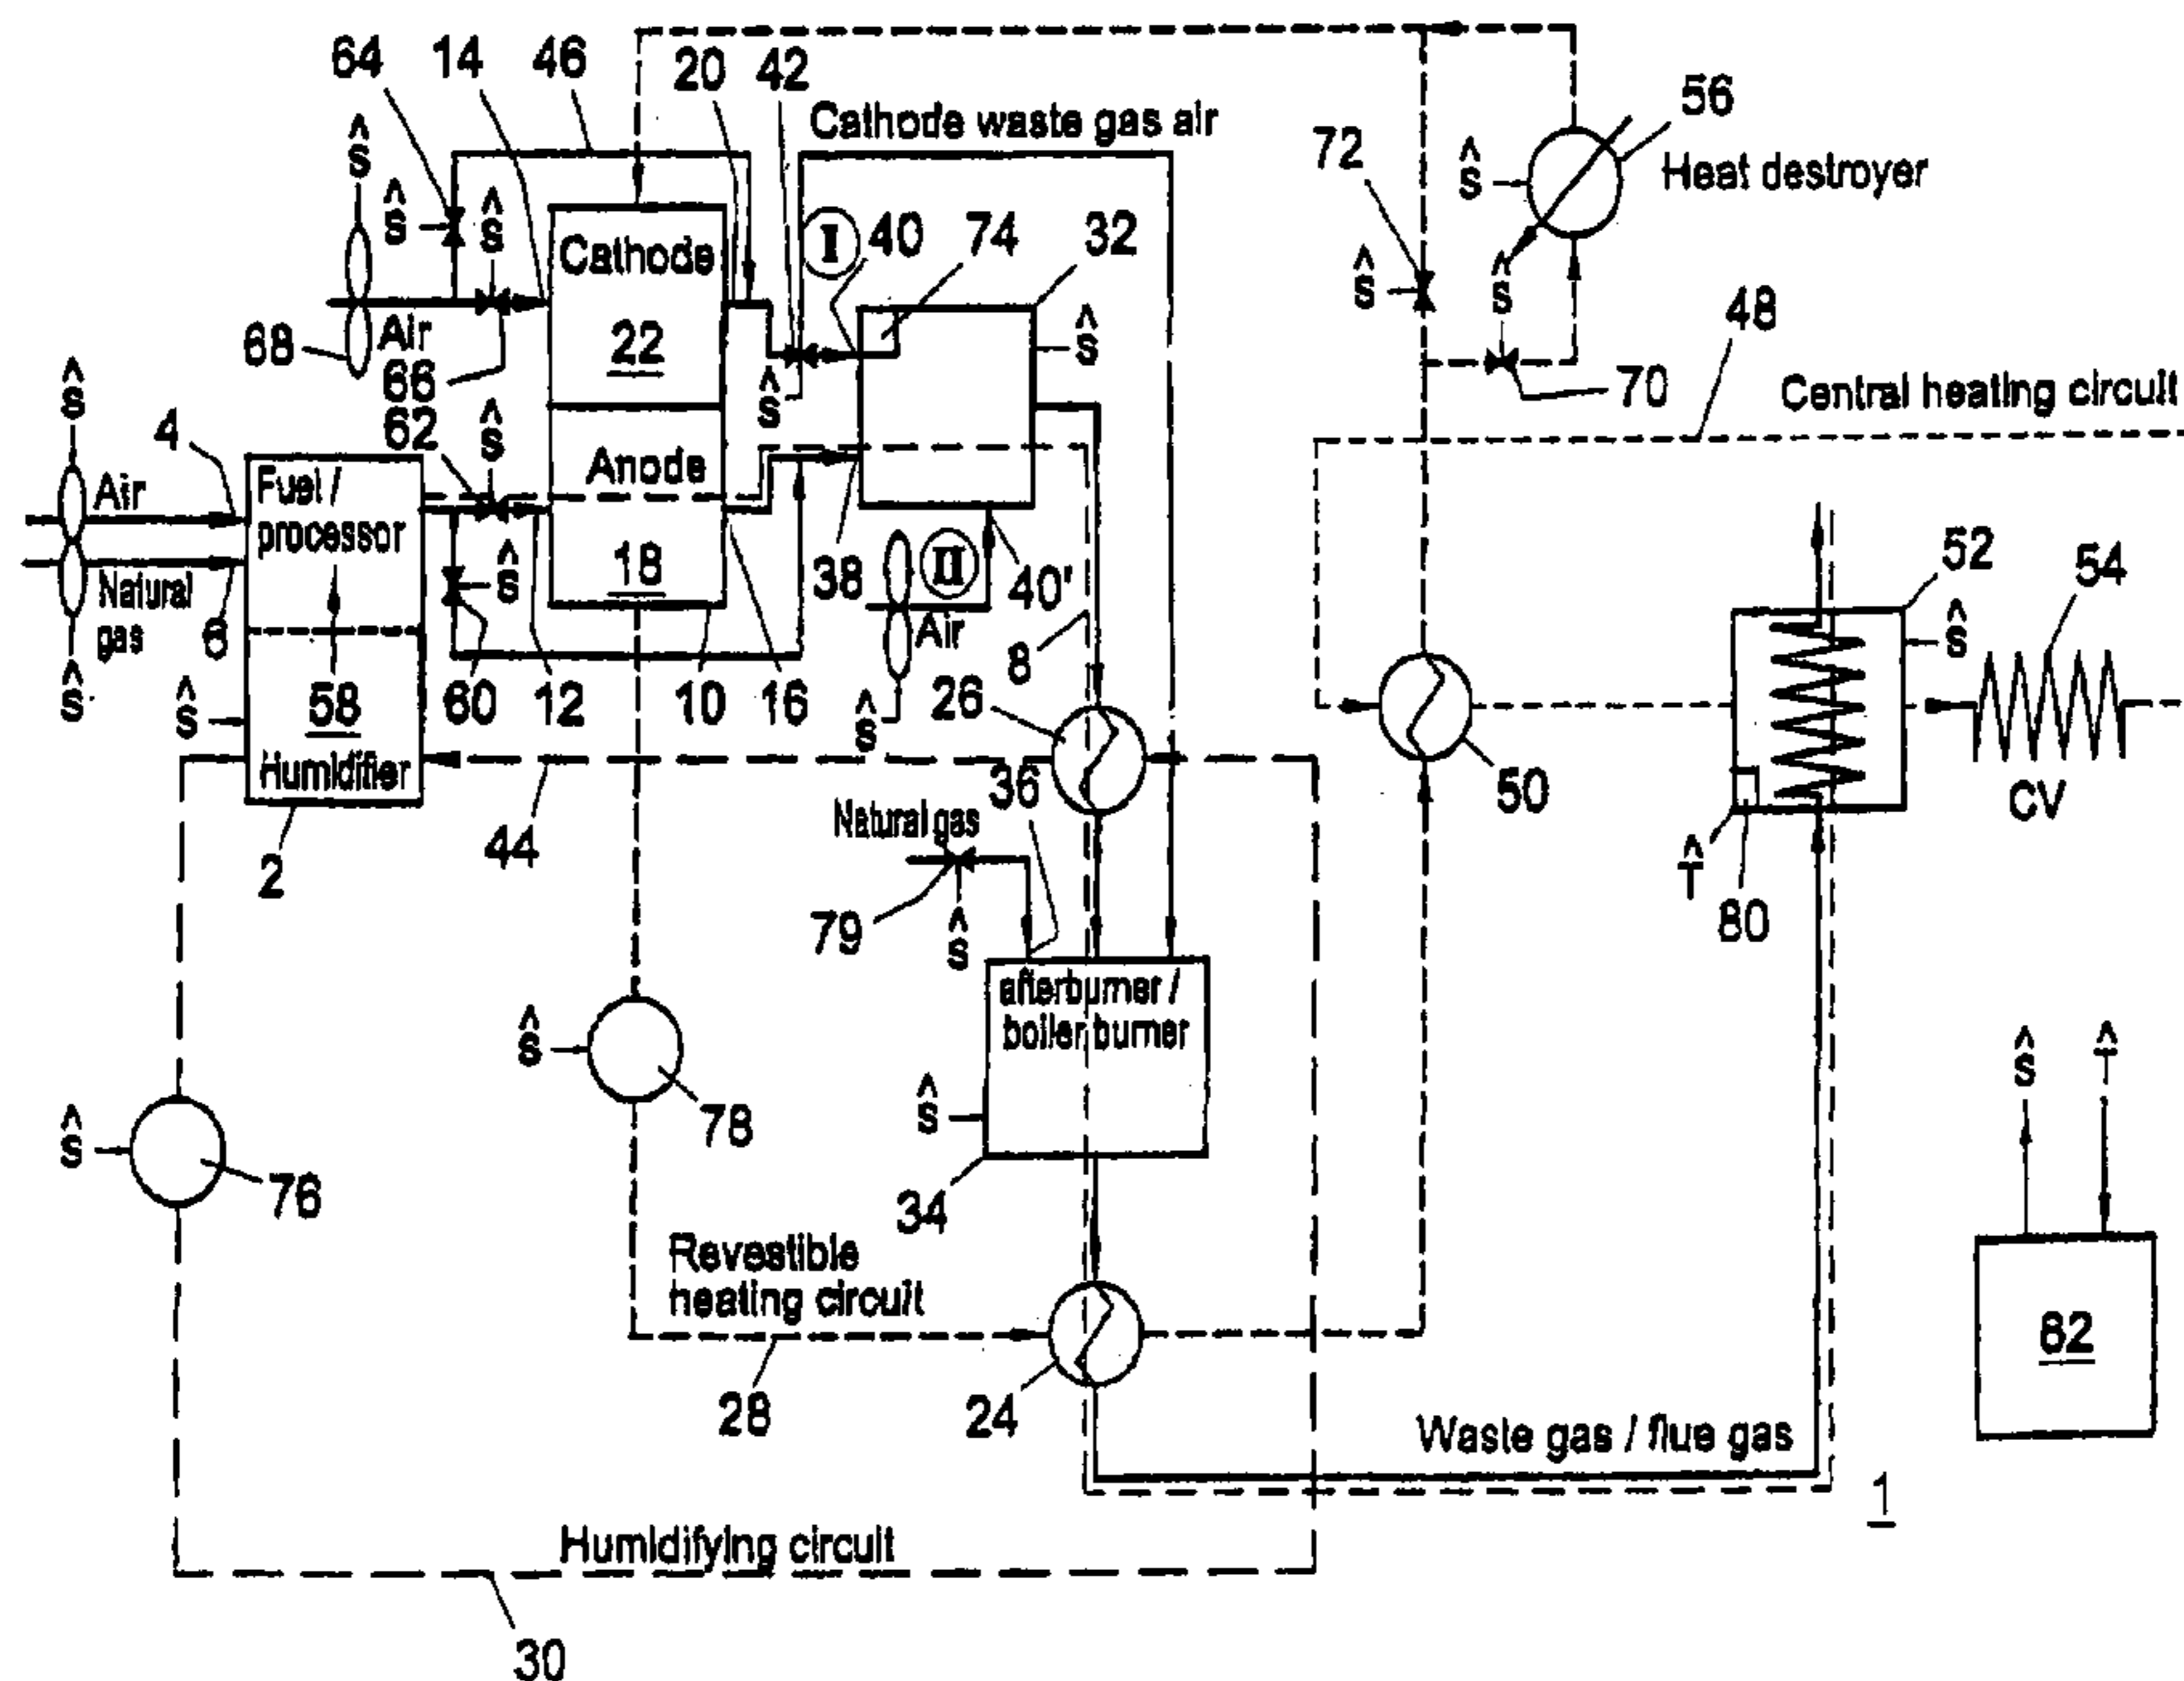 64 14 46 20 42
Cathode waste gas air
56
72
ŝ
ŝ
ŝ
ŝ
ŝ
Heat destroyer
I
40
74
32
Cathode
22
ŝ
ŝ
ŝ
48
68
Air
66
62
ŝ
ŝ
70
Central heating circuit
ŝ
4
Air
Fuel /
processor
Anode
18
ŝ
38
II
40'
52
54
Natural
gas
6
Air
8
ŝ
ŝ
ŝ
58
60
12
10
16
ŝ
26
50
CV
Humidifier
2
44
36
Natural gas
T̂
80
79
ŝ
afterburner /
boiler burner
ŝ
78
ŝ
34
ŝ
T̂
ŝ
76
Revestible
heating circuit
28
24
82
Waste gas / flue gas
1
Humidifying circuit
30